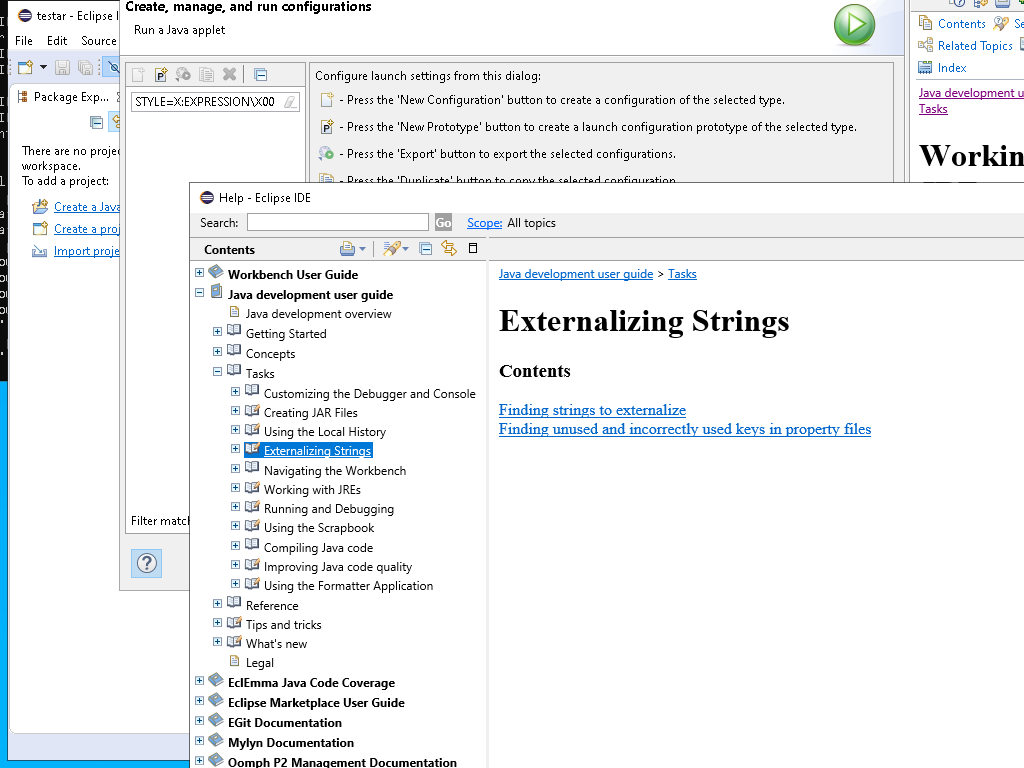 testar - Eclipse I
File Edit Source
Package Exp...
There are no projec
workspace.
To add a project:
Create a Java
Create a proj
Import proje
Create, manage, and run configurations
Run a Java applet
STYLE=X:EXPRESSION\X00
Filter match
Configure launch settings from this dialog:
- Press the 'New Configuration' button to create a configuration of the selected type.
- Press the 'New Prototype' button to create a launch configuration prototype of the selected type.
- Press the 'Export' button to export the selected configurations.
- Press the 'Duplicate' button to copy the selected configuration.
Contents Se
Related Topics
Index
Java development u
Tasks
Workin
Help - Eclipse IDE
Search: Go Scope: All topics
Contents
Workbench User Guide
Java development user guide
Java development overview
Getting Started
Concepts
Tasks
Customizing the Debugger and Console
Creating JAR Files
Using the Local History
Externalizing Strings
Navigating the Workbench
Working with JREs
Running and Debugging
Using the Scrapbook
Compiling Java code
Improving Java code quality
Using the Formatter Application
Reference
Tips and tricks
What's new
Legal
EclEmma Java Code Coverage
Eclipse Marketplace User Guide
EGit Documentation
Mylyn Documentation
Oomph P2 Management Documentation
Java development user guide > Tasks
Externalizing Strings
Contents
Finding strings to externalize
Finding unused and incorrectly used keys in property files